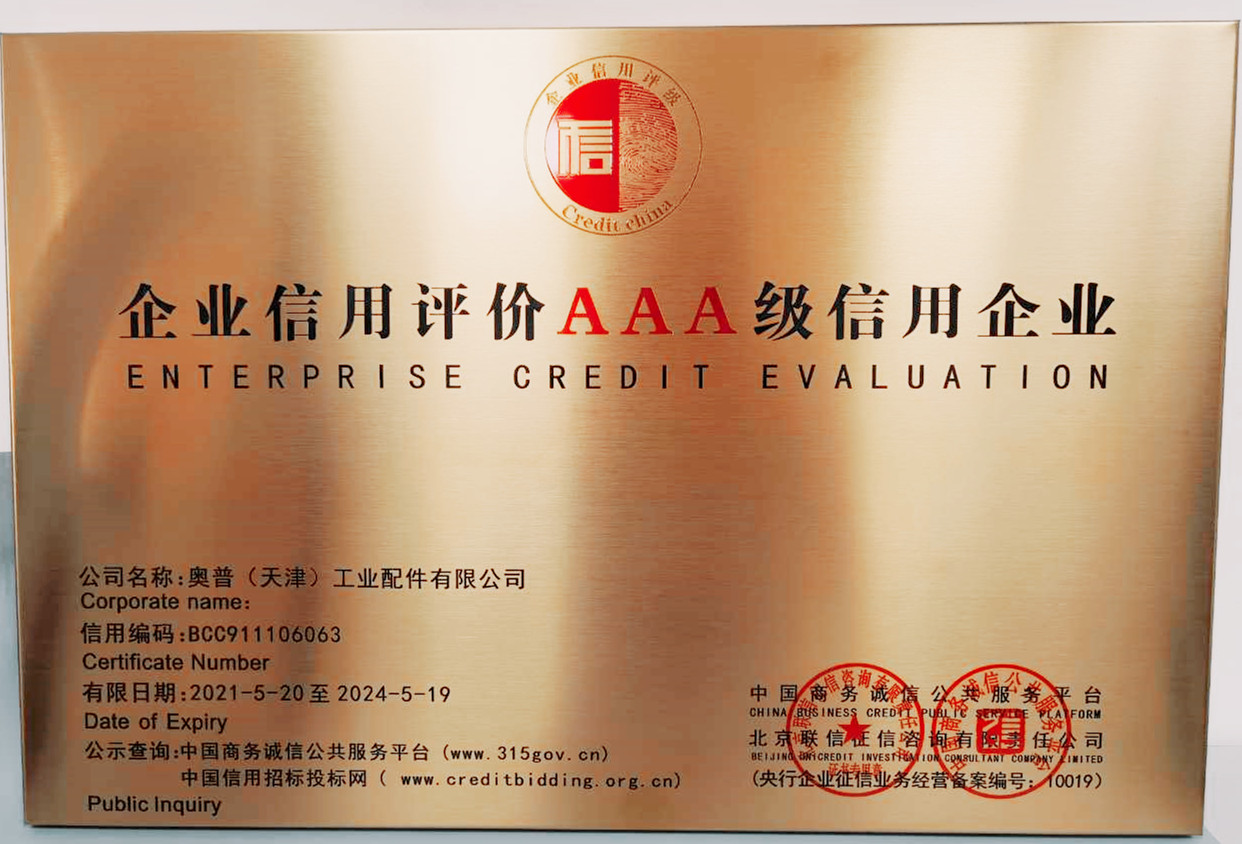 企业信用评级
信
Credit china
企业信用评价AAA级信用企业
ENTERPRISE CREDIT EVALUATION
公司名称:奥普（天津）工业配件有限公司
Corporate name:
信用编码:BCC911106063
Certificate Number
有限日期:2021-5-20至2024-5-19
Date of Expiry
公示查询:中国商务诚信公共服务平台(www.315gov.cn)
中国信用招标投标网( www.creditbidding.org.cn)
Public Inquiry
中国商务诚信公共服务平台
CHINA BUSINESS CREDIT PUBLIC SERVICE PLATFORM
北京联信征信咨询有限责任公司
BEIJING UNICREDIT INVESTIGATION CONSULTANT COMPANY LIMITED
(央行企业征信业务经营备案编号: 10019)